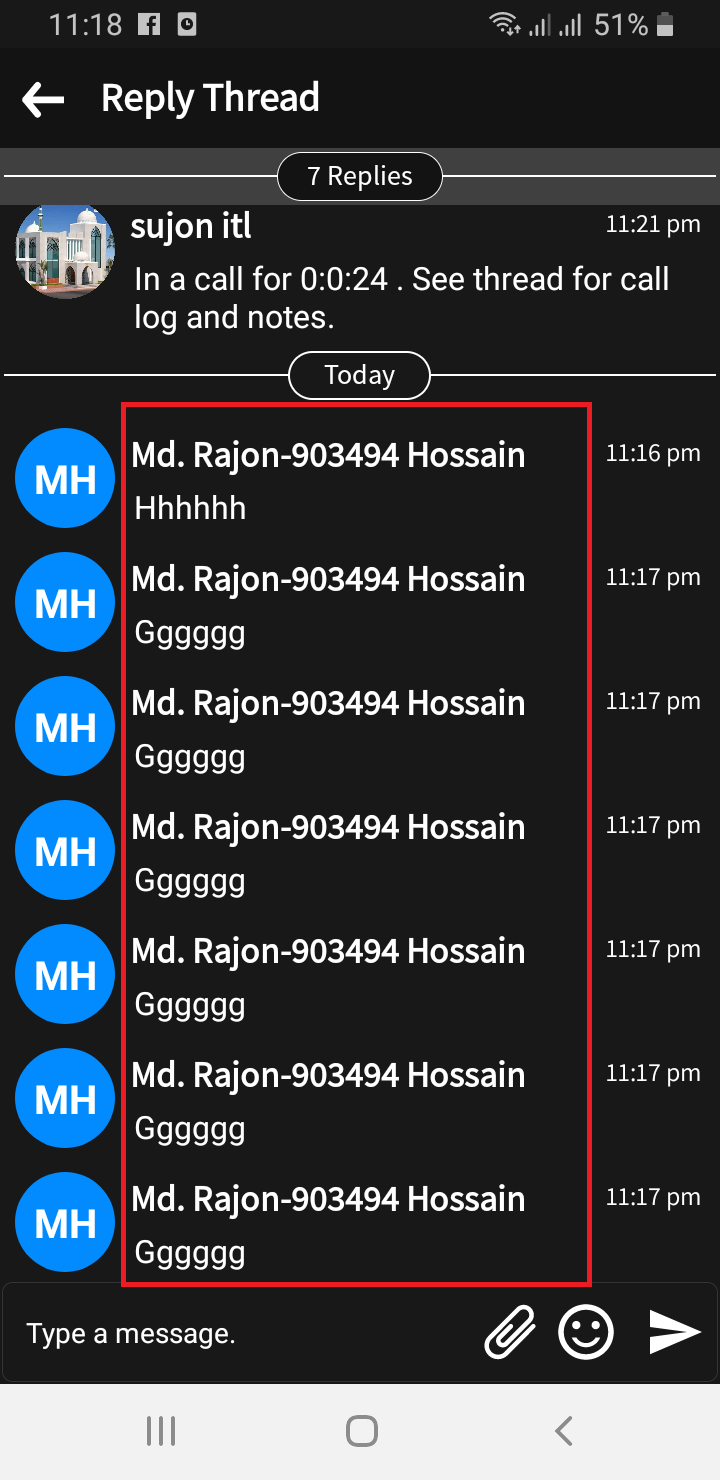 11:18 51%
Reply Thread
7 Replies
sujon itl 11:21 pm
In a call for 0:0:24 . See thread for call
log and notes.
Today
MH Md. Rajon-903494 Hossain 11:16 pm
Hhhhhh
MH Md. Rajon-903494 Hossain 11:17 pm
Gggggg
MH Md. Rajon-903494 Hossain 11:17 pm
Gggggg
MH Md. Rajon-903494 Hossain 11:17 pm
Gggggg
MH Md. Rajon-903494 Hossain 11:17 pm
Gggggg
MH Md. Rajon-903494 Hossain 11:17 pm
Gggggg
MH Md. Rajon-903494 Hossain 11:17 pm
Gggggg
Type a message.